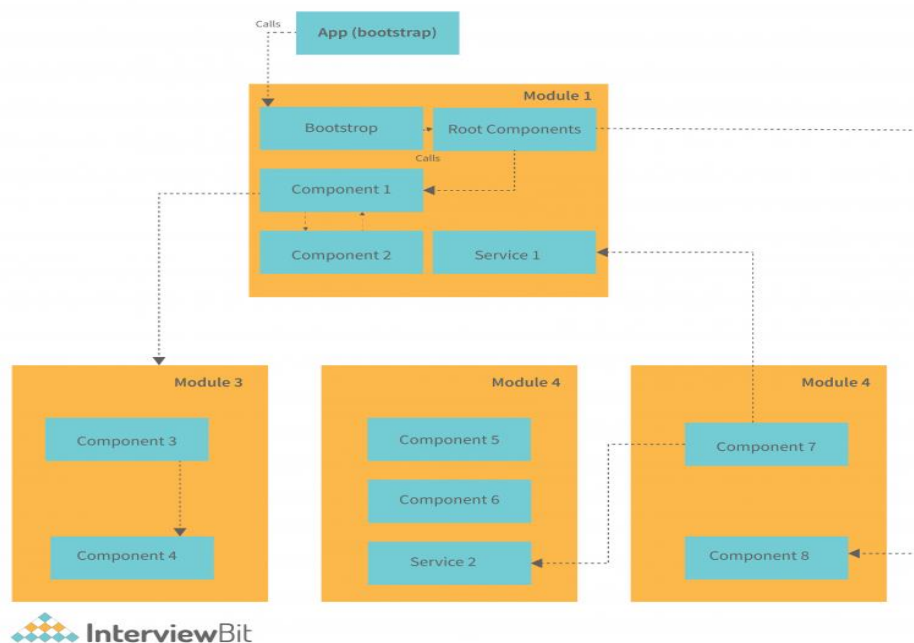 Calls
App (bootstrap)
Module 1
Bootstrop
Root Components
Calls
Component 1
Component 2
Service 1
Module 3
Component 3
Component 4
Module 4
Component 5
Component 6
Service 2
Module 4
Component 7
Component 8
InterviewBit